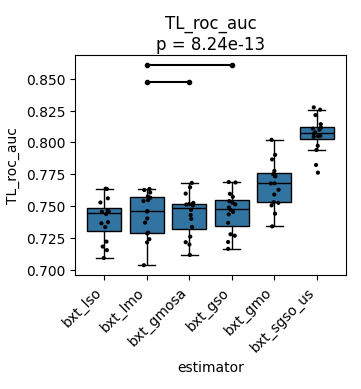 TL_roc_auc
p = 8.24e-13
TL_roc_auc
0.850
0.825
0.800
0.775
0.750
0.725
0.700
bxt_lso
bxt_lmo
bxt_gmosa
bxt_gso
bxt_gmo
bxt_sgso_us
estimator